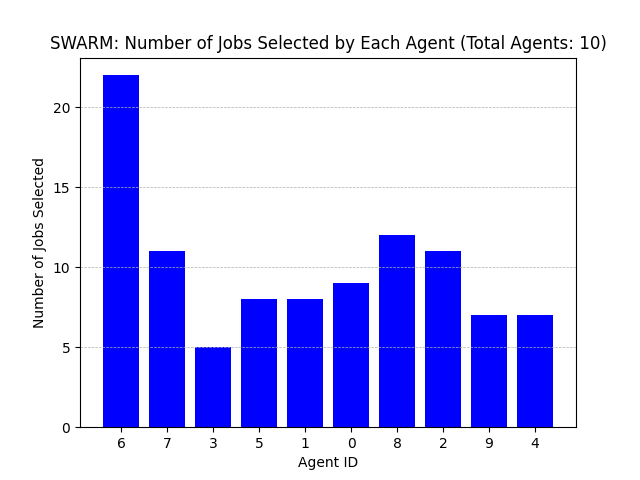 SWARM: Number of Jobs Selected by Each Agent (Total Agents: 10)
20
15
10
5
0
Number of Jobs Selected
6 7 3 5 1 0 8 2 9 4
Agent ID